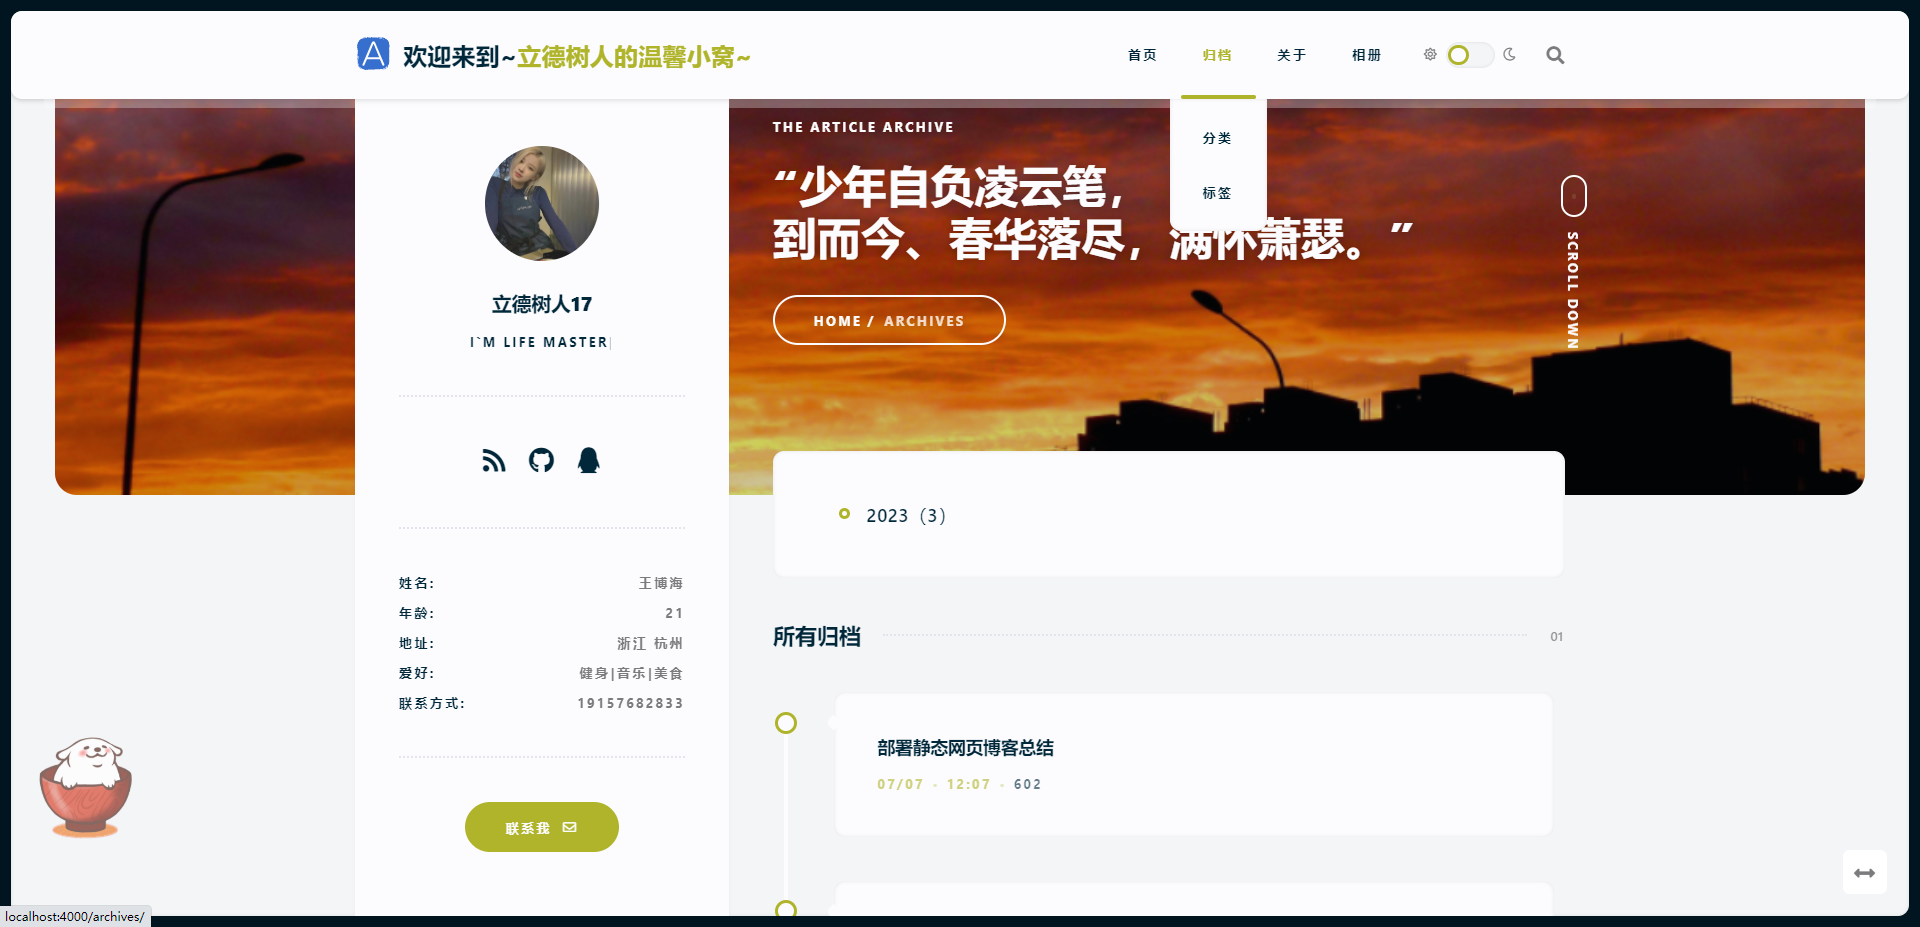 欢迎来到~立德树人的温馨小窝~
首页
归档
关于
相册
分类
标签
立德树人17
I`M LIFE MASTER
姓名:
王博海
年龄:
21
地址:
浙江 杭州
爱好:
健身|音乐|美食
联系方式:
19157682833
联系我
THE ARTICLE ARCHIVE
“少年自负凌云笔，
到而今、春华落尽，满怀萧瑟。”
HOME / ARCHIVES
SCROLL DOWN
2023（3）
所有归档
01
部署静态网页博客总结
07/07 • 12:07 • 602
localhost:4000/archives/